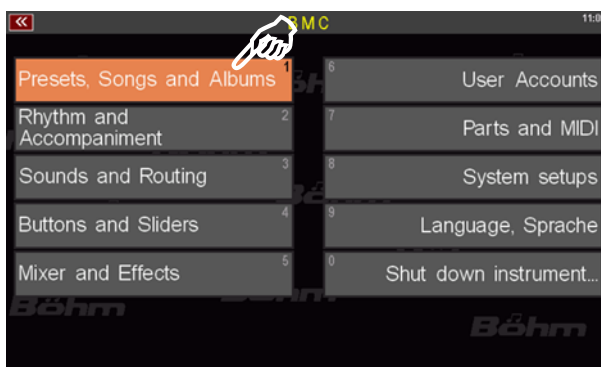 BMC
11:0
Presets, Songs and Albums 1
Rhythm and 2
Accompaniment
Sounds and Routing 3
Buttons and Sliders 4
Mixer and Effects 5
6 User Accounts
7 Parts and MIDI
8 System setups
9 Language, Sprache
0 Shut down instrument...
Böhm
Böhm